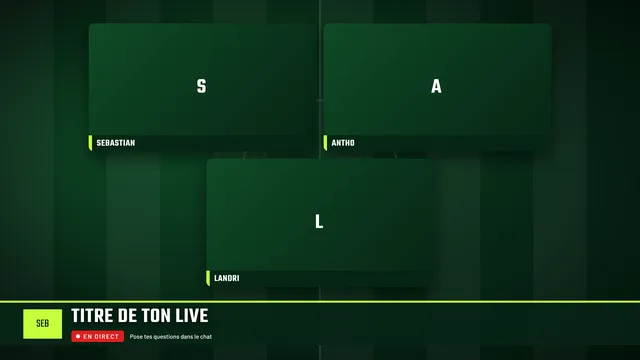 S
A
SEBASTIAN
ANTHO
L
LANDRI
SEB
TITRE DE TON LIVE
EN DIRECT
Pose tes questions dans le chat